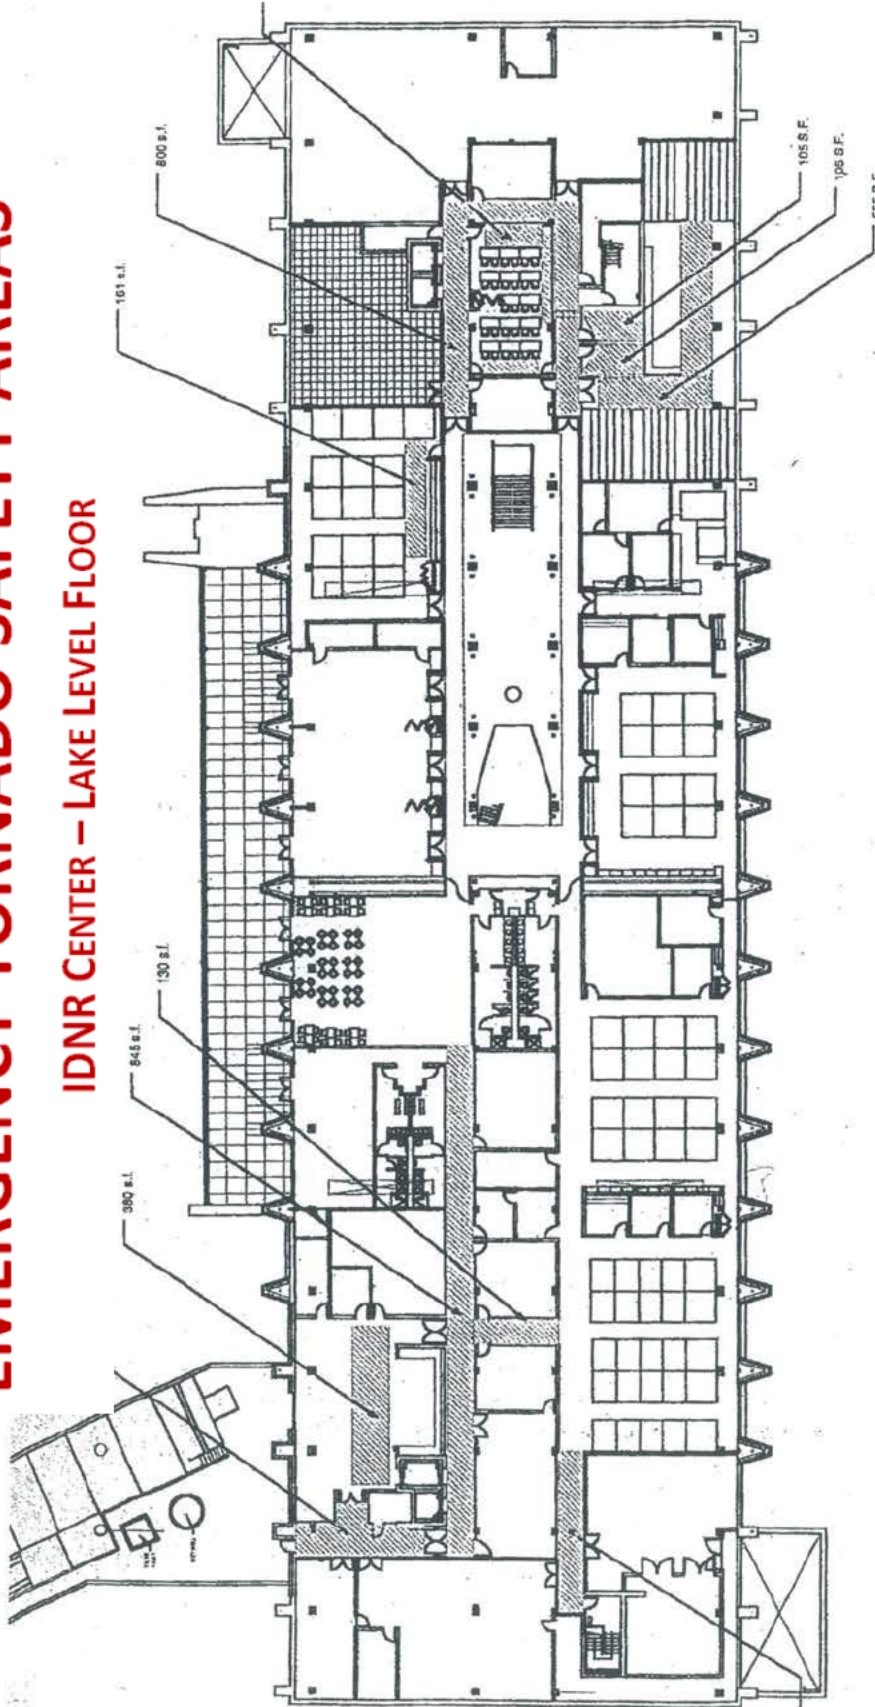 EMERGENCY TORNADO SAFETY AREAS
IDNR CENTER – LAKE LEVEL FLOOR
380 s.f.
845 s.f.
130 s.f.
161 s.f.
800 s.f.
105 S.F.
105 S.F.